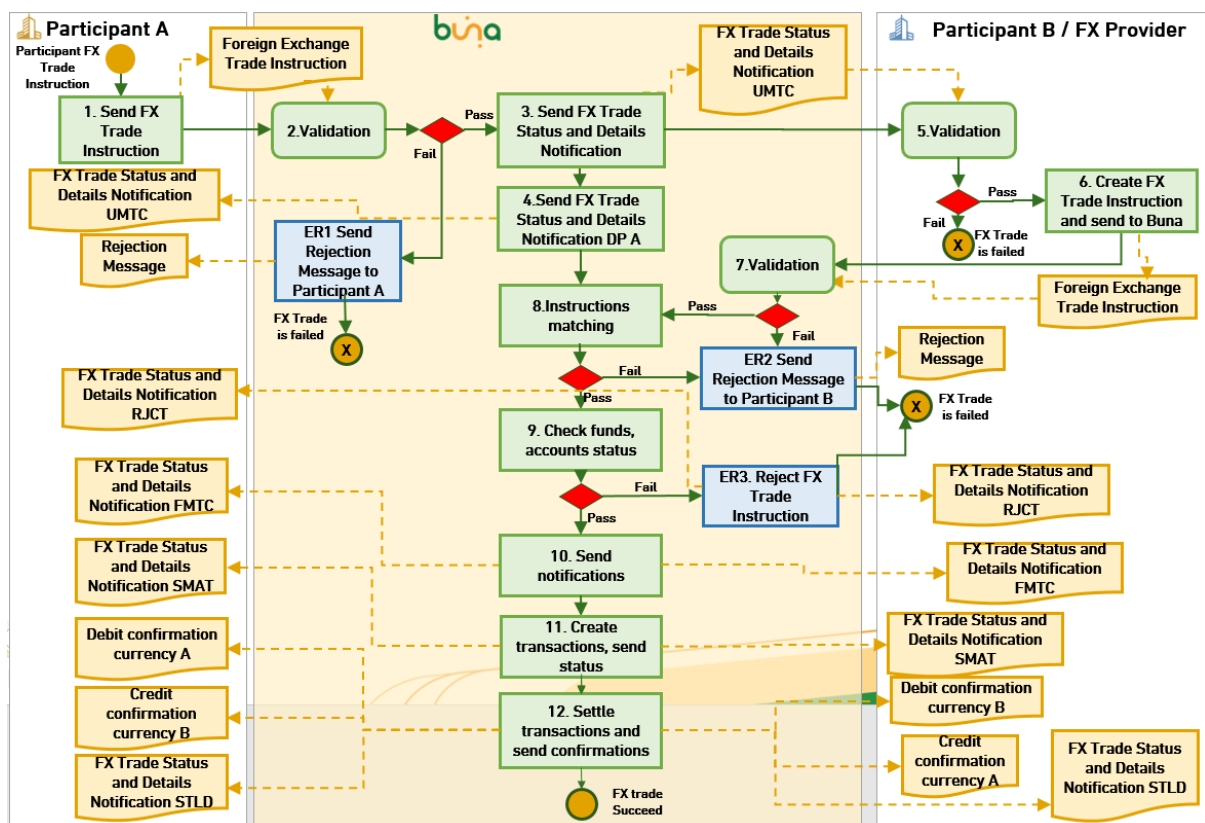 Participant A
buna
Participant B / FX Provider
Participant FX
Trade
Instruction
Foreign Exchange
Trade Instruction
FX Trade Status
and Details
Notification
UMTC
1. Send FX
Trade
Instruction
2.Validation
Pass
Fail
3. Send FX Trade
Status and Details
Notification
5.Validation
Pass
Fail
FX Trade
is failed
X
6. Create FX
Trade Instruction
and send to Buna
FX Trade Status and
Details Notification
UMTC
4.Send FX Trade
Status and Details
Notification DP A
Rejection
Message
ER1 Send
Rejection
Message to
Participant A
FX Trade
is failed
X
7.Validation
Pass
Fail
Foreign Exchange
Trade Instruction
8.Instructions
matching
Fail
Pass
ER2 Send
Rejection Message
to Participant B
Rejection
Message
X
FX Trade
is failed
FX Trade Status and
Details Notification
RJCT
9. Check funds,
accounts status
Fail
Pass
ER3. Reject FX
Trade
Instruction
FX Trade Status and
Details Notification
RJCT
FX Trade Status
and Details
Notification FMTC
10. Send
notifications
FX Trade Status and
Details Notification
FMTC
FX Trade Status
and Details
Notification SMAT
11. Create
transactions, send
status
FX Trade Status and
Details Notification
SMAT
Debit confirmation
currency A
Credit
confirmation
currency B
FX Trade Status
and Details
Notification STLD
12. Settle
transactions and
send confirmations
Debit confirmation
currency B
Credit
confirmation
currency A
FX Trade Status
and Details
Notification STLD
FX trade
Succeed